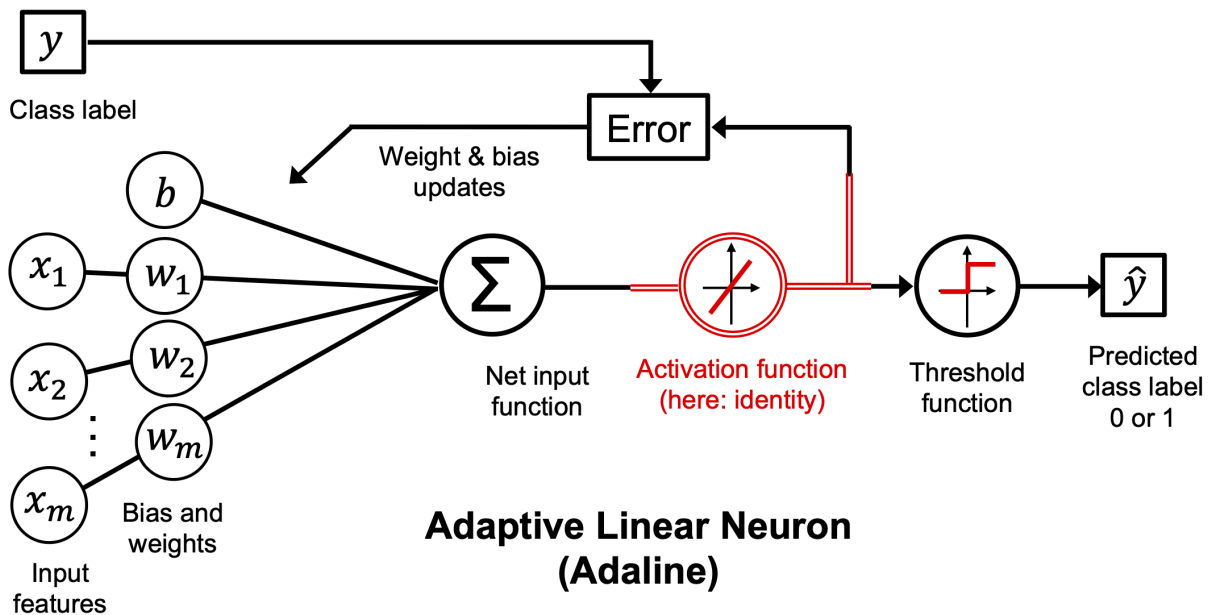 y
Class label
Error
Weight & bias
updates
b
x₁
w₁
x₂
w₂
⋮
wₘ
xₘ
Input
features
Bias and
weights
Σ
Net input
function
Activation function
(here: identity)
Threshold
function
ŷ
Predicted
class label
0 or 1
Adaptive Linear Neuron
(Adaline)